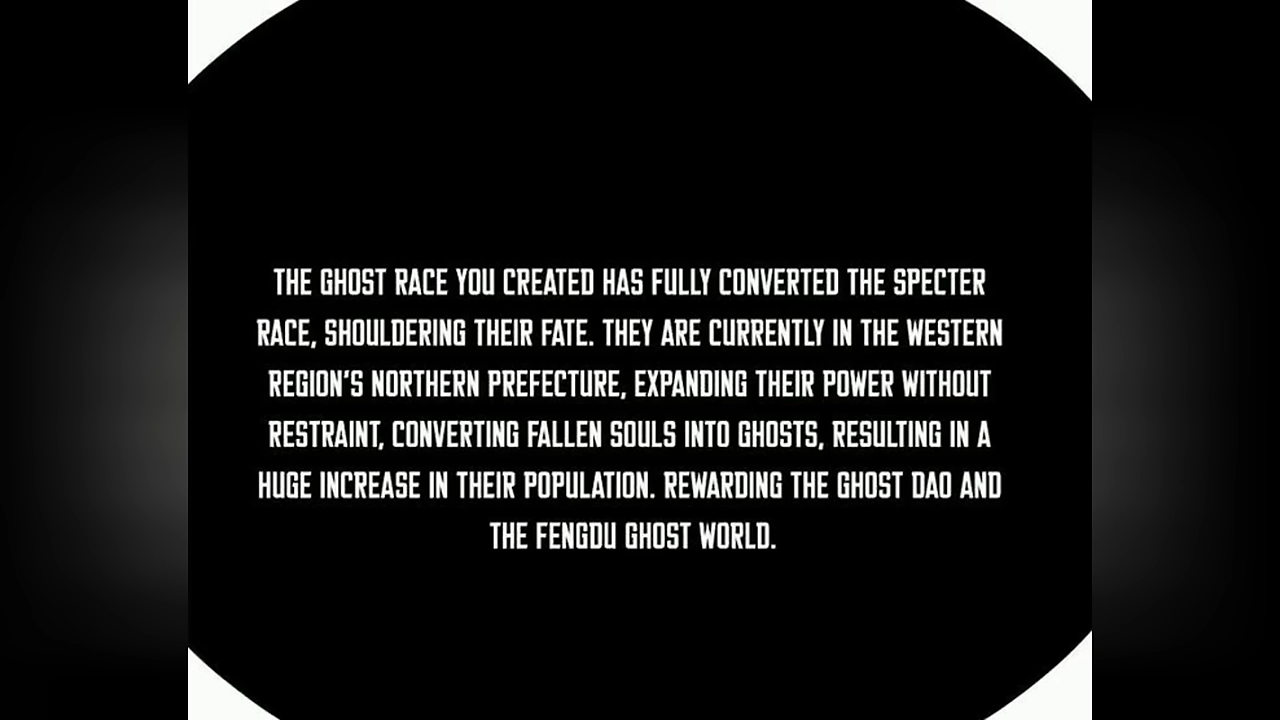 THE GHOST RACE YOU CREATED HAS FULLY CONVERTED THE SPECTER
RACE, SHOULDERING THEIR FATE. THEY ARE CURRENTLY IN THE WESTERN
REGION'S NORTHERN PREFECTURE, EXPANDING THEIR POWER WITHOUT
RESTRAINT, CONVERTING FALLEN SOULS INTO GHOSTS, RESULTING IN A
HUGE INCREASE IN THEIR POPULATION. REWARDING THE GHOST DAO AND
THE FENGDU GHOST WORLD.